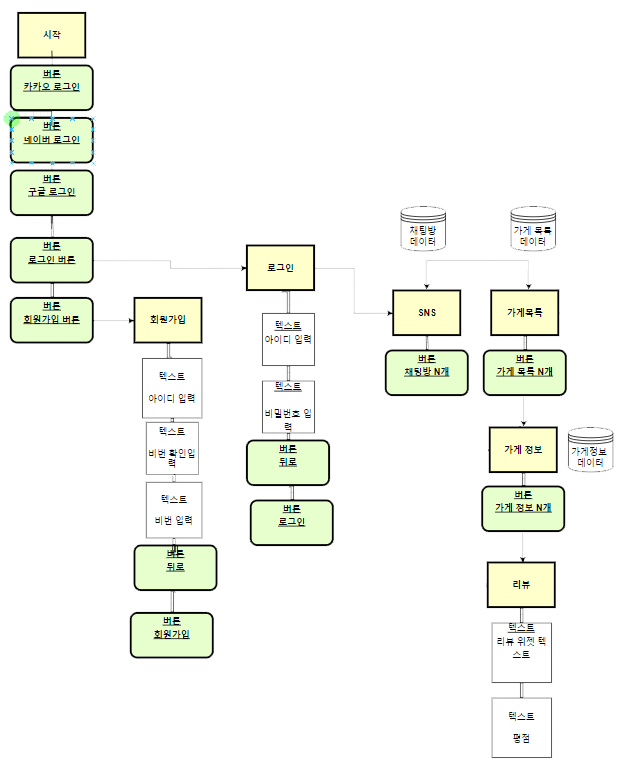 시작
버튼
카카오 로그인
버튼
네이버 로그인
버튼
구글 로그인
버튼
로그인 버튼
버튼
회원가입 버튼
회원가입
텍스트
아이디 입력
텍스트
비번 확인입
력
텍스트
비번 입력
버튼
뒤로
버튼
회원가입
로그인
텍스트
아이디 입력
텍스트
비밀번호 입
력
버튼
뒤로
버튼
로그인
채팅방
데이터
가게 목록
데이터
SNS
버튼
채팅방 N개
가게목록
버튼
가게 목록 N개
가게 정보
가게정보
데이터
버튼
가게 정보 N개
리뷰
텍스트
리뷰 위젯 텍
스트
텍스트
평점